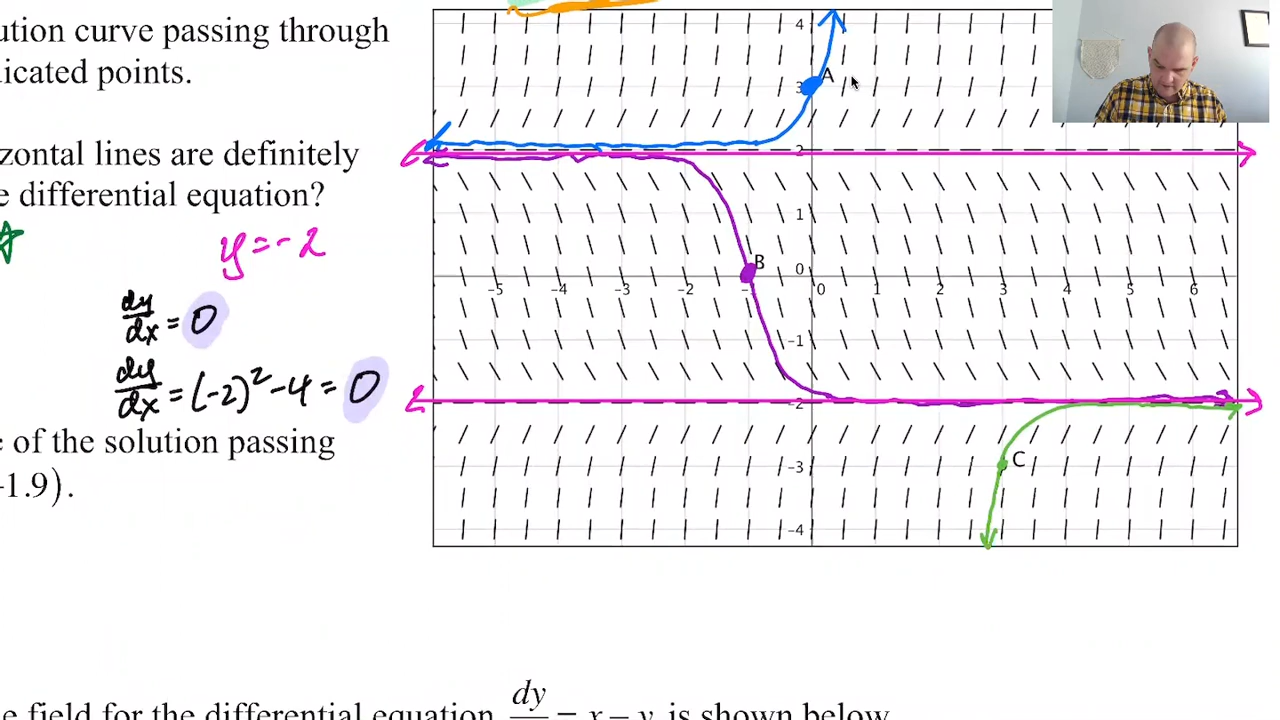 ution curve passing through
icated points.
zontal lines are definitely
e differential equation?
y = -2
dy/dx = 0
dy/dx = (-2)² - 4 = 0
e of the solution passing
-1.9).
4
3 A
2
1
B 0
-5 -4 -3 -2 -1 0 1 2 3 4 5 6
-1
-2
-3 C
-4
e field for the differential equation dy/ = x - y is shown below